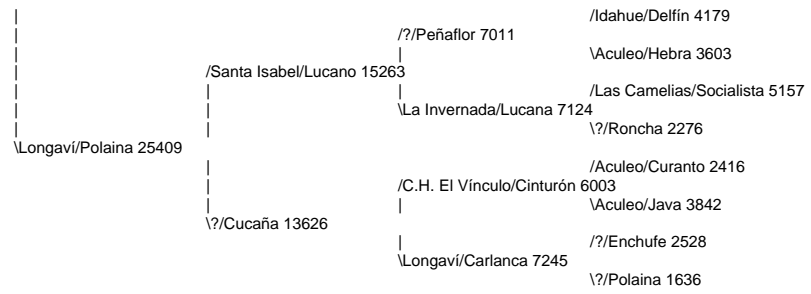 /Idahue/Delfín 4179
/?/Peñaflor 7011
\Aculeo/Hebra 3603
/Santa Isabel/Lucano 15263
/Las Camelias/Socialista 5157
\La Invernada/Lucana 7124
\?/Roncha 2276
\Longaví/Polaina 25409
/Aculeo/Curanto 2416
/C.H. El Vínculo/Cinturón 6003
\Aculeo/Java 3842
\?/Cucaña 13626
/?/Enchufe 2528
\Longaví/Carlanca 7245
\?/Polaina 1636